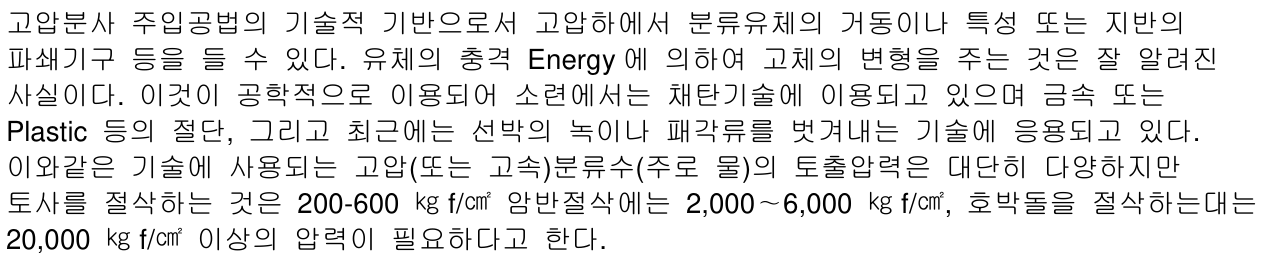 고압분사 주입공법의 기술적 기반으로서 고압하에서 분류유체의 거동이나 특성 또는 지반의
파쇄기구 등을 들 수 있다. 유체의 충격 Energy에 의하여 고체의 변형을 주는 것은 잘 알려진
사실이다. 이것이 공학적으로 이용되어 소련에서는 채탄기술에 이용되고 있으며 금속 또는
Plastic 등의 절단, 그리고 최근에는 선박의 녹이나 패각류를 벗겨내는 기술에 응용되고 있다.
이와같은 기술에 사용되는 고압(또는 고속)분류수(주로 물)의 토출압력은 대단히 다양하지만
토사를 절삭하는 것은 200-600 ㎏f/㎠ 암반절삭에는 2,000～6,000 ㎏f/㎠, 호박돌을 절삭하는대는
20,000 ㎏f/㎠ 이상의 압력이 필요하다고 한다.